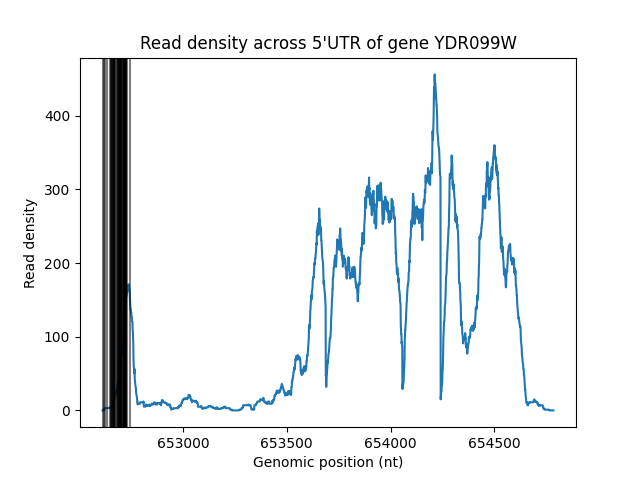 Read density across 5'UTR of gene YDR099W
400
300
200
100
0
Read density
653000 653500 654000 654500
Genomic position (nt)